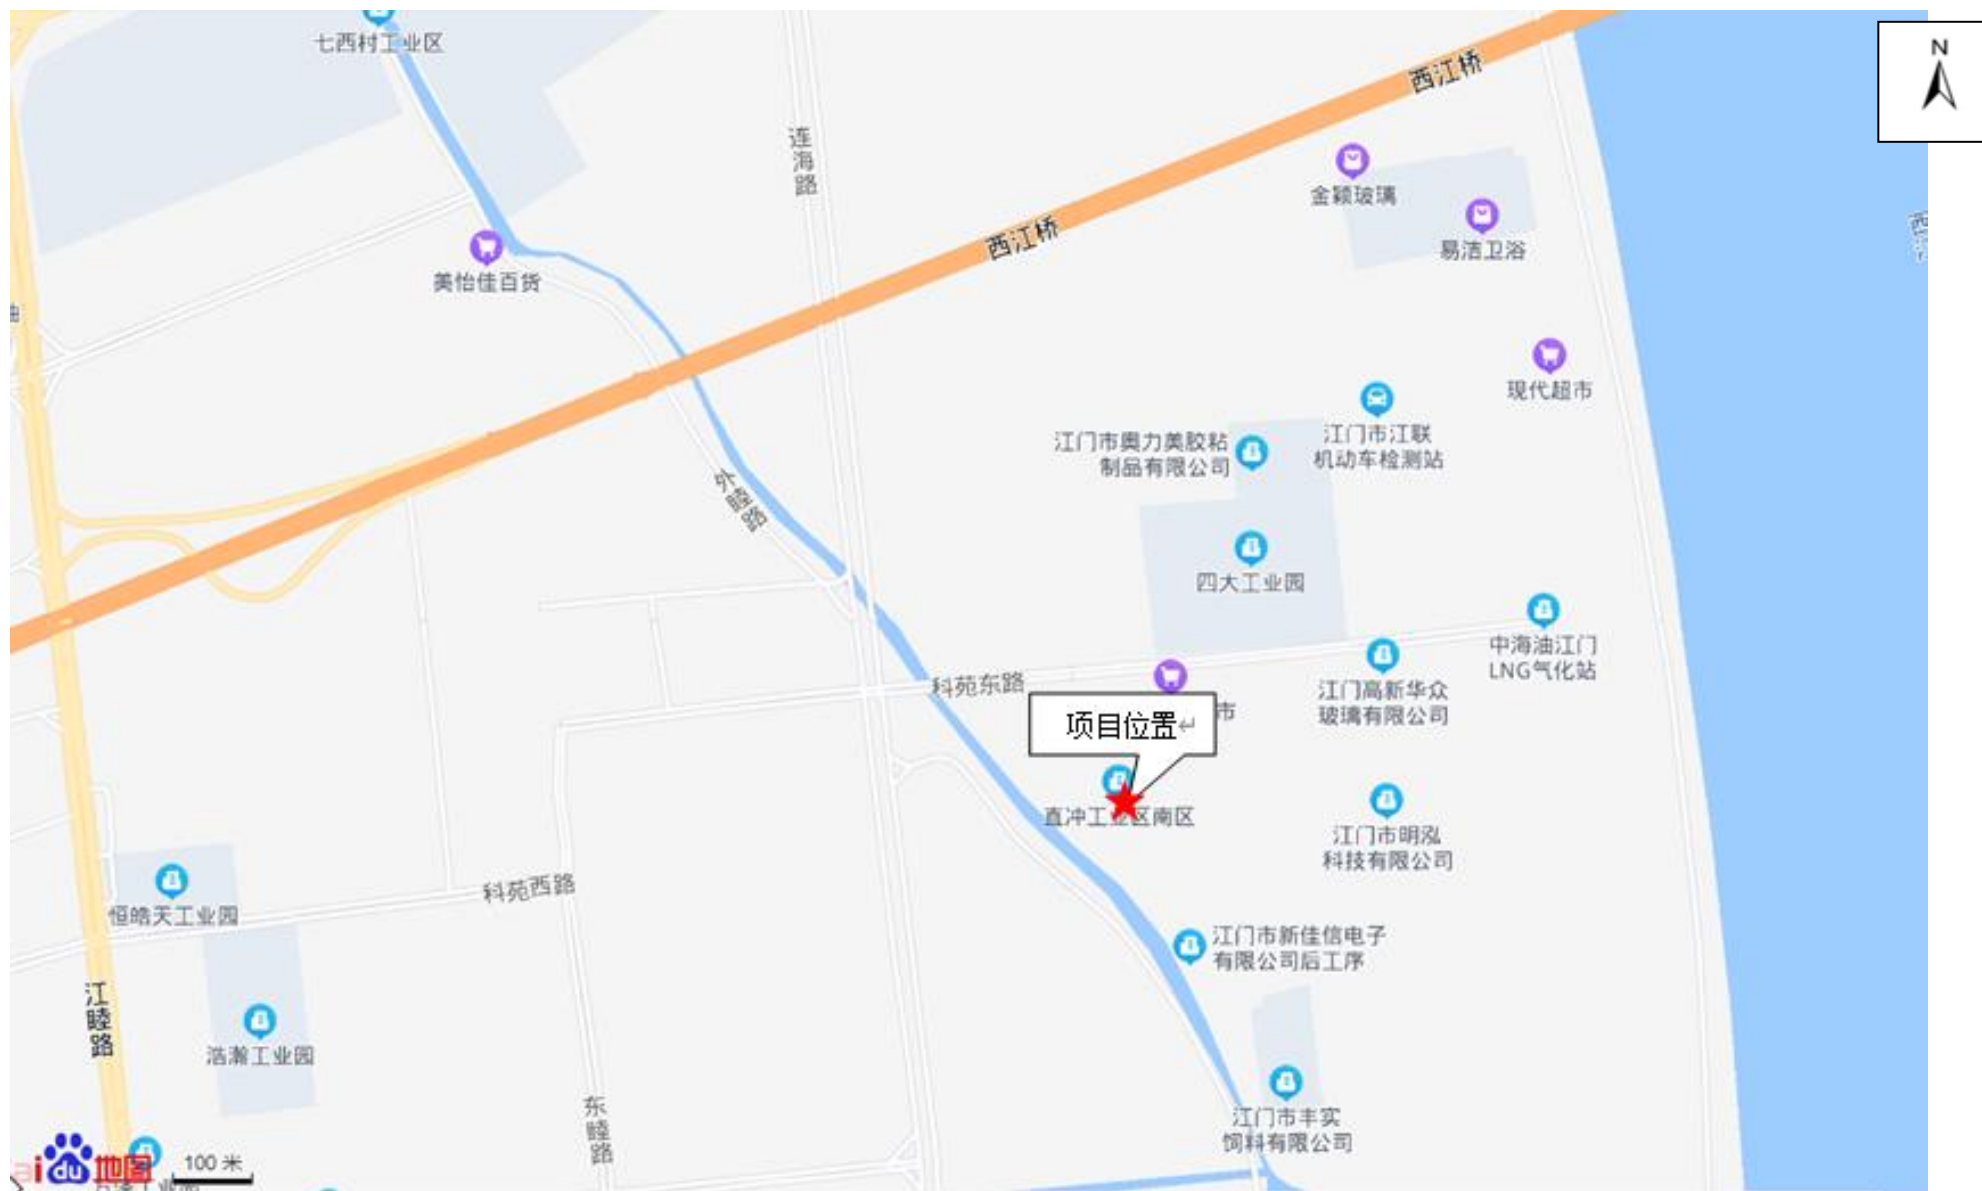 七西村工业区
N
西江桥
连海路
金颖玻璃
易洁卫浴
西江桥
美怡佳百货
现代超市
江门市奥力美胶粘
制品有限公司
江门市江联
机动车检测站
外睦路
四大工业园
中海油江门
LNG气化站
科苑东路
江门高新华众
玻璃有限公司
市
项目位置
直冲工业区南区
江门市明泓
科技有限公司
科苑西路
恒皓天工业园
江门市新佳信电子
有限公司后工序
江睦路
浩瀚工业园
东睦路
江门市丰实
饲料有限公司
100 米
du 地图